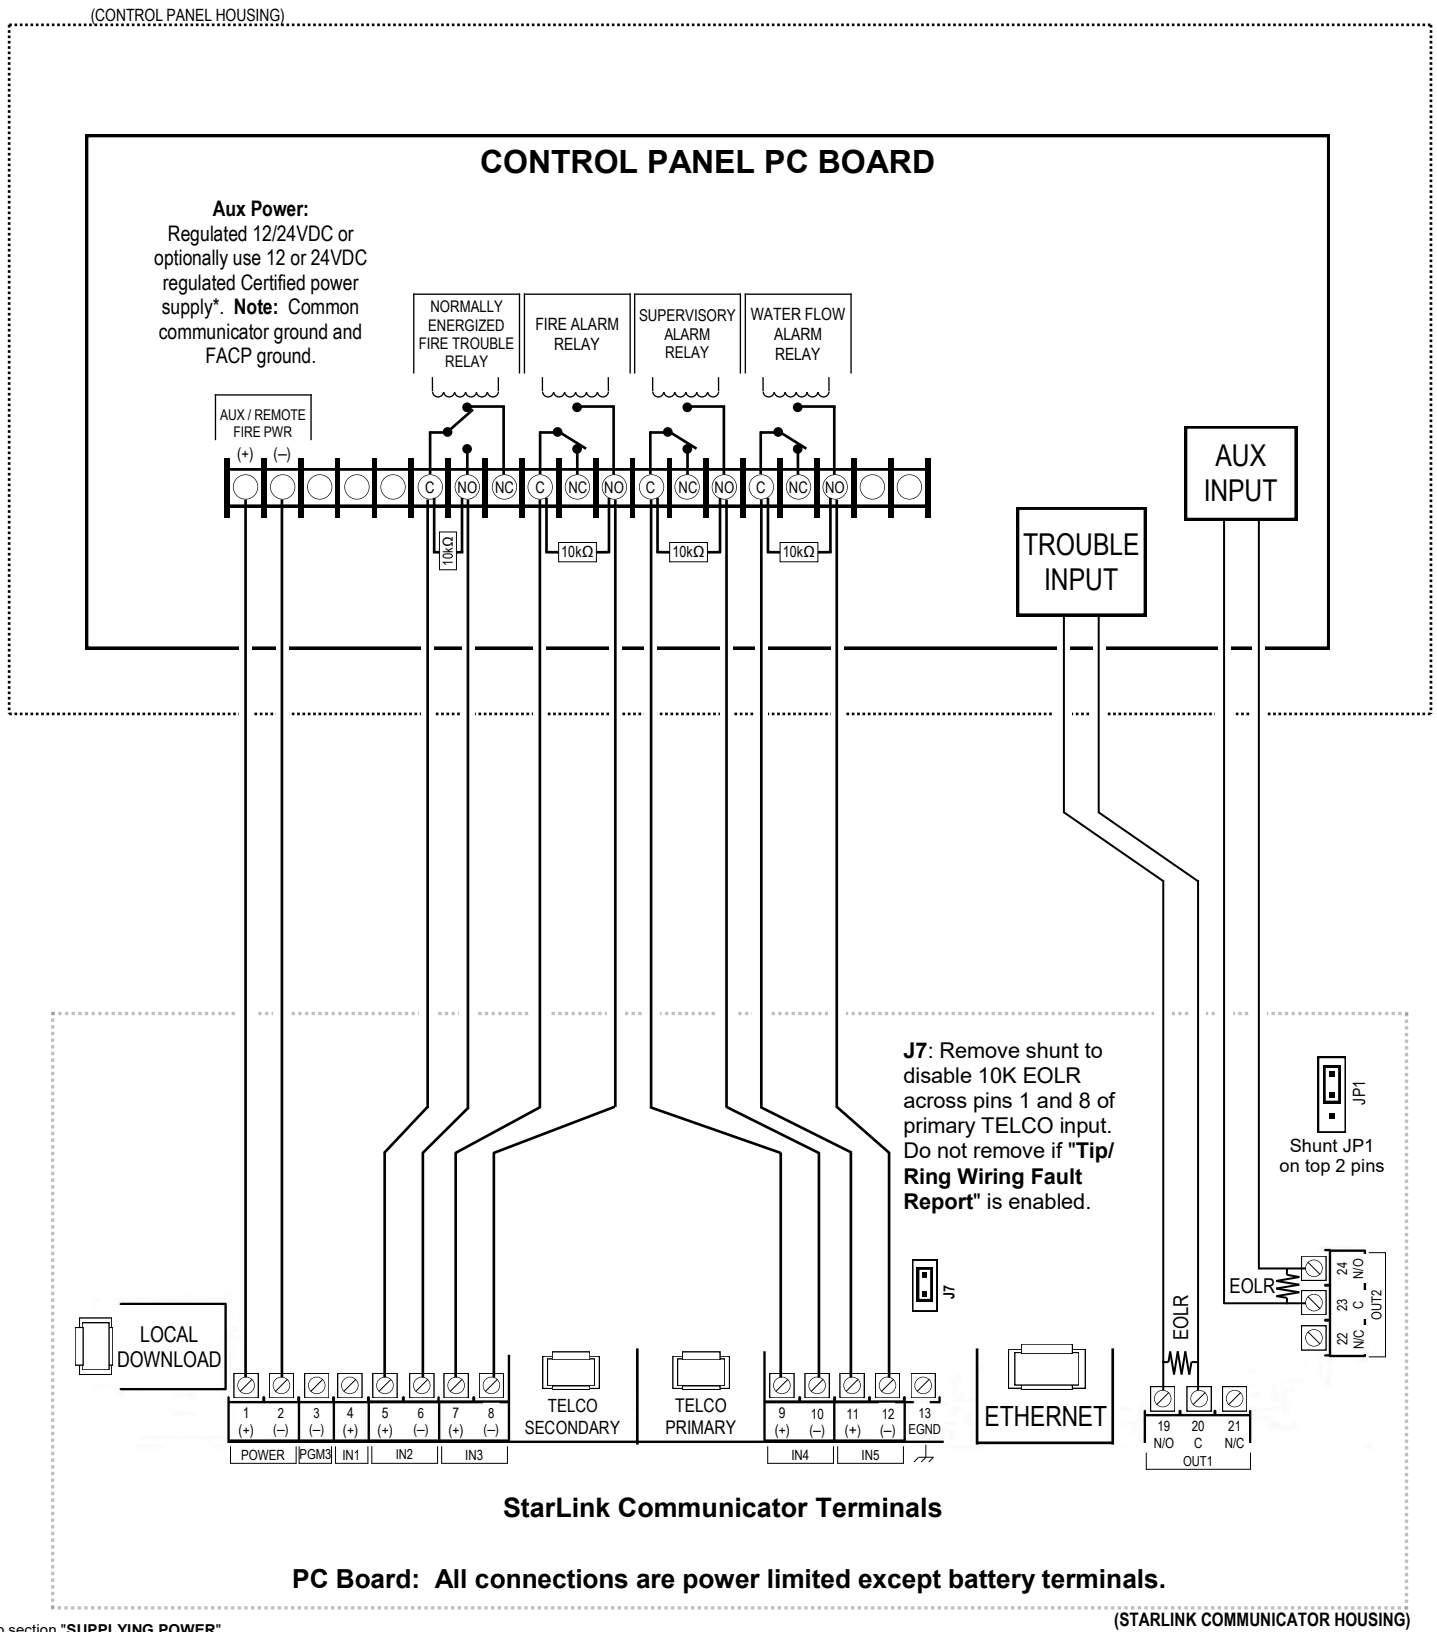 (CONTROL PANEL HOUSING)
CONTROL PANEL PC BOARD
Aux Power:
Regulated 12/24VDC or
optionally use 12 or 24VDC
regulated Certified power
supply*. Note: Common
communicator ground and
FACP ground.
NORMALLY
ENERGIZED
FIRE TROUBLE
RELAY
FIRE ALARM
RELAY
SUPERVISORY
ALARM
RELAY
WATER FLOW
ALARM
RELAY
AUX / REMOTE
FIRE PWR
(+) (–)
C NO NC C NC NO C NC NO C NC NO
10kΩ 10kΩ 10kΩ 10kΩ
AUX
INPUT
TROUBLE
INPUT
J7: Remove shunt to
disable 10K EOLR
across pins 1 and 8 of
primary TELCO input.
Do not remove if "Tip/
Ring Wiring Fault
Report" is enabled.
JP1
Shunt JP1
on top 2 pins
J7
EOLR
24 N/O
23 C
22 N/C
OUT2
EOLR
LOCAL
DOWNLOAD
1 2 3 4 5 6 7 8
(+) (–) (–) (+) (+) (–) (+) (–)
POWER PGM3 IN1 IN2 IN3
TELCO
SECONDARY
TELCO
PRIMARY
9 10 11 12 13
(+) (–) (+) (–) EGND
IN4 IN5
ETHERNET
19 20 21
N/O C N/C
OUT1
StarLink Communicator Terminals
PC Board: All connections are power limited except battery terminals.
(STARLINK COMMUNICATOR HOUSING)
section "SUPPLYING POWER"